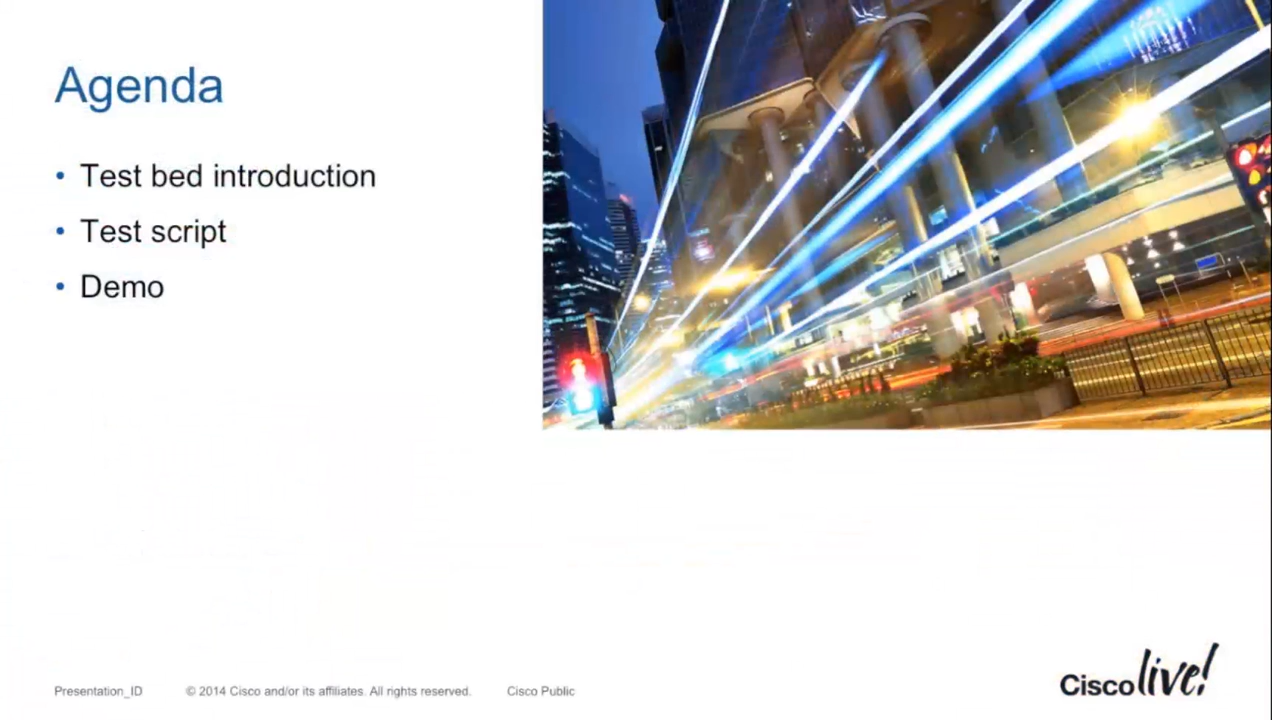 Agenda
• Test bed introduction
• Test script
• Demo
Presentation_ID © 2014 Cisco and/or its affiliates. All rights reserved. Cisco Public
Cisco live!